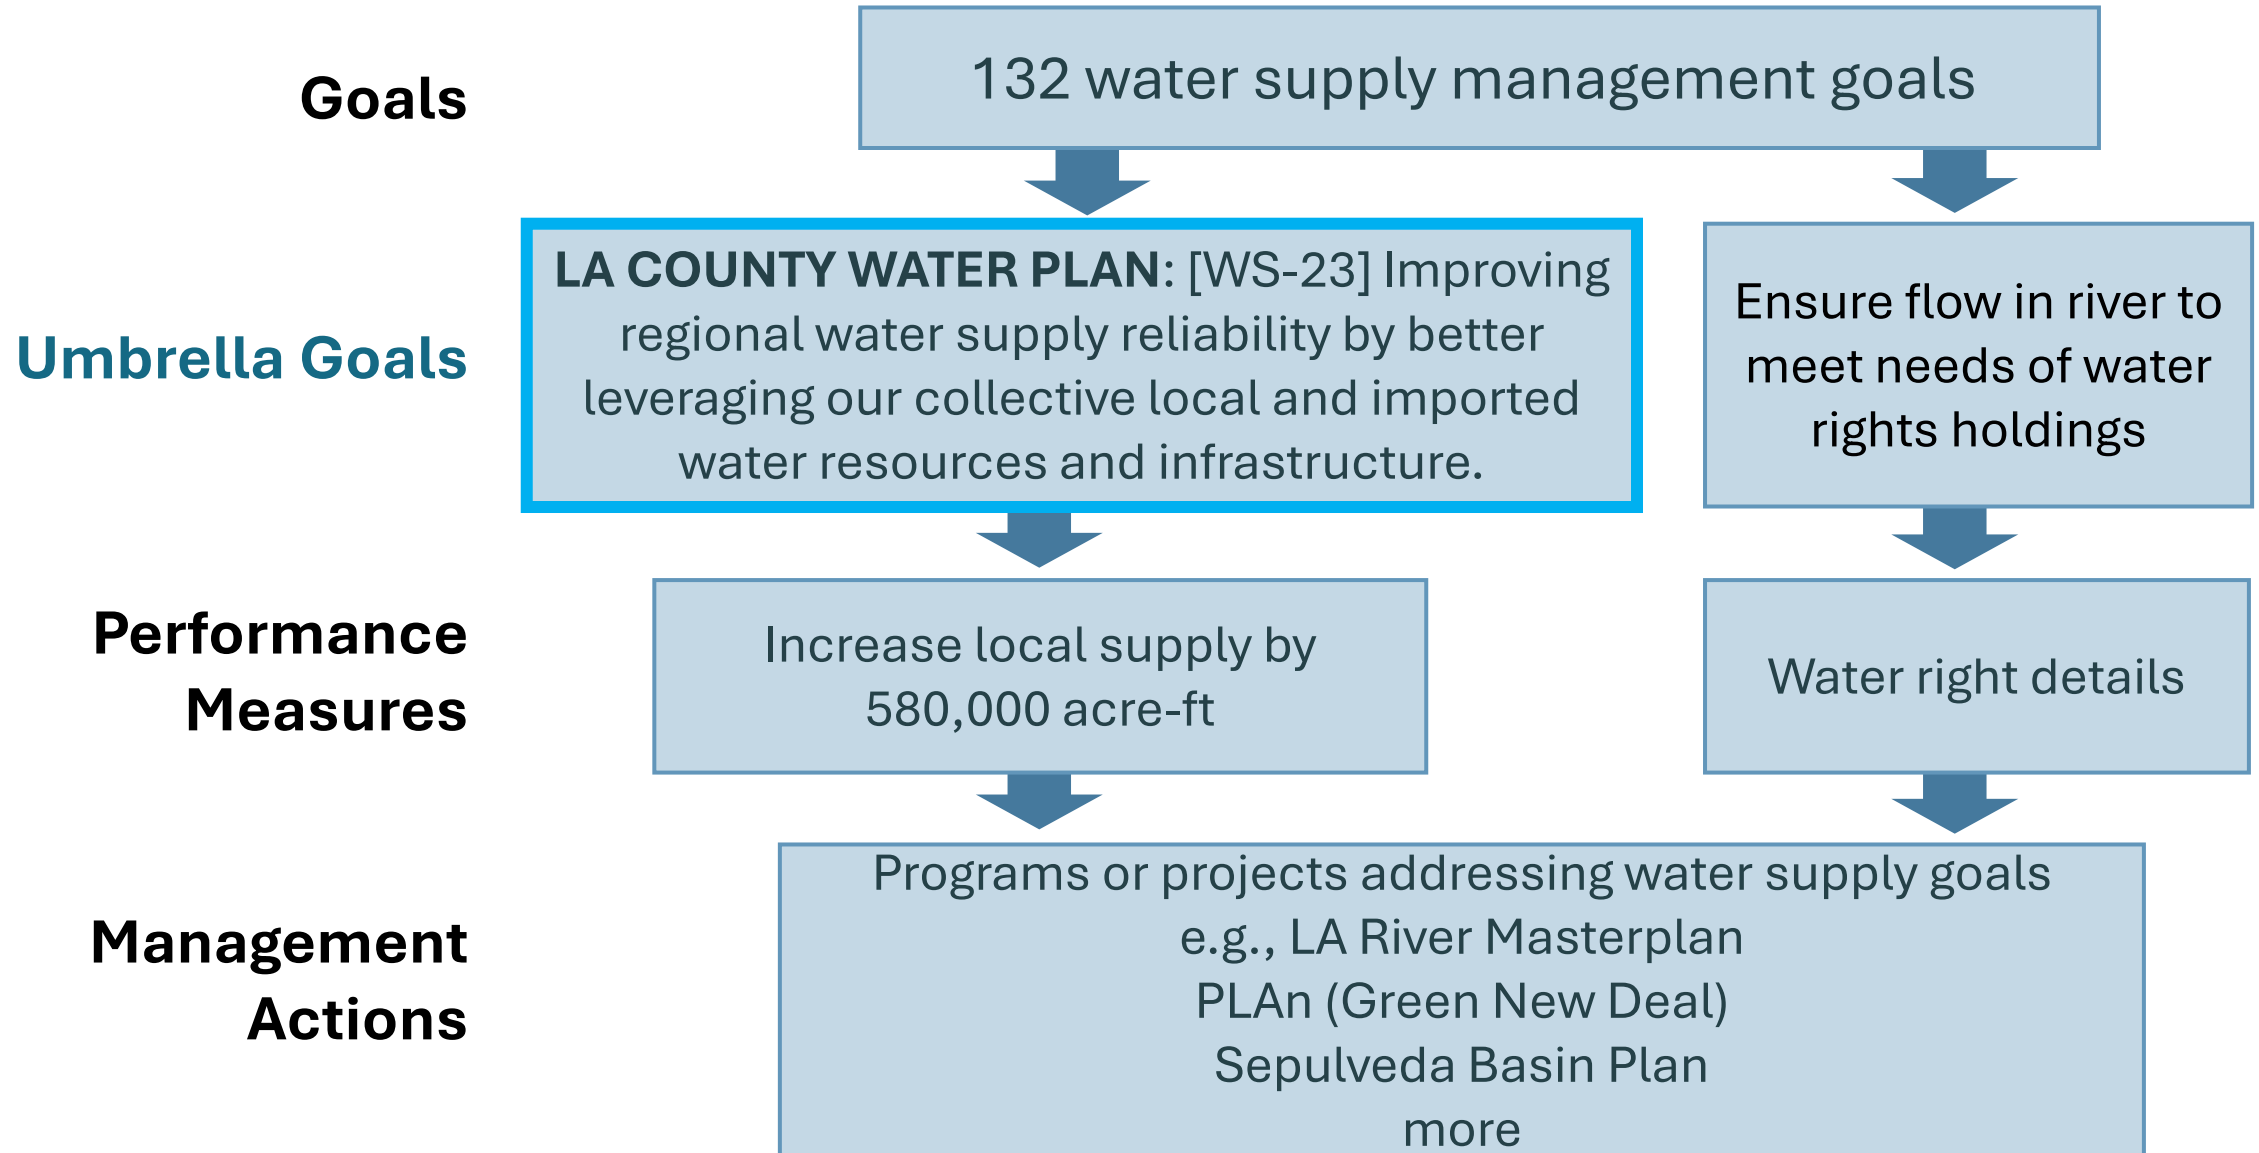 Goals
132 water supply management goals
Umbrella Goals
LA COUNTY WATER PLAN: [WS-23] Improving
regional water supply reliability by better
leveraging our collective local and imported
water resources and infrastructure.
Ensure flow in river to
meet needs of water
rights holdings
Performance
Measures
Increase local supply by
580,000 acre-ft
Water right details
Management
Actions
Programs or projects addressing water supply goals
e.g., LA River Masterplan
PLAn (Green New Deal)
Sepulveda Basin Plan
more